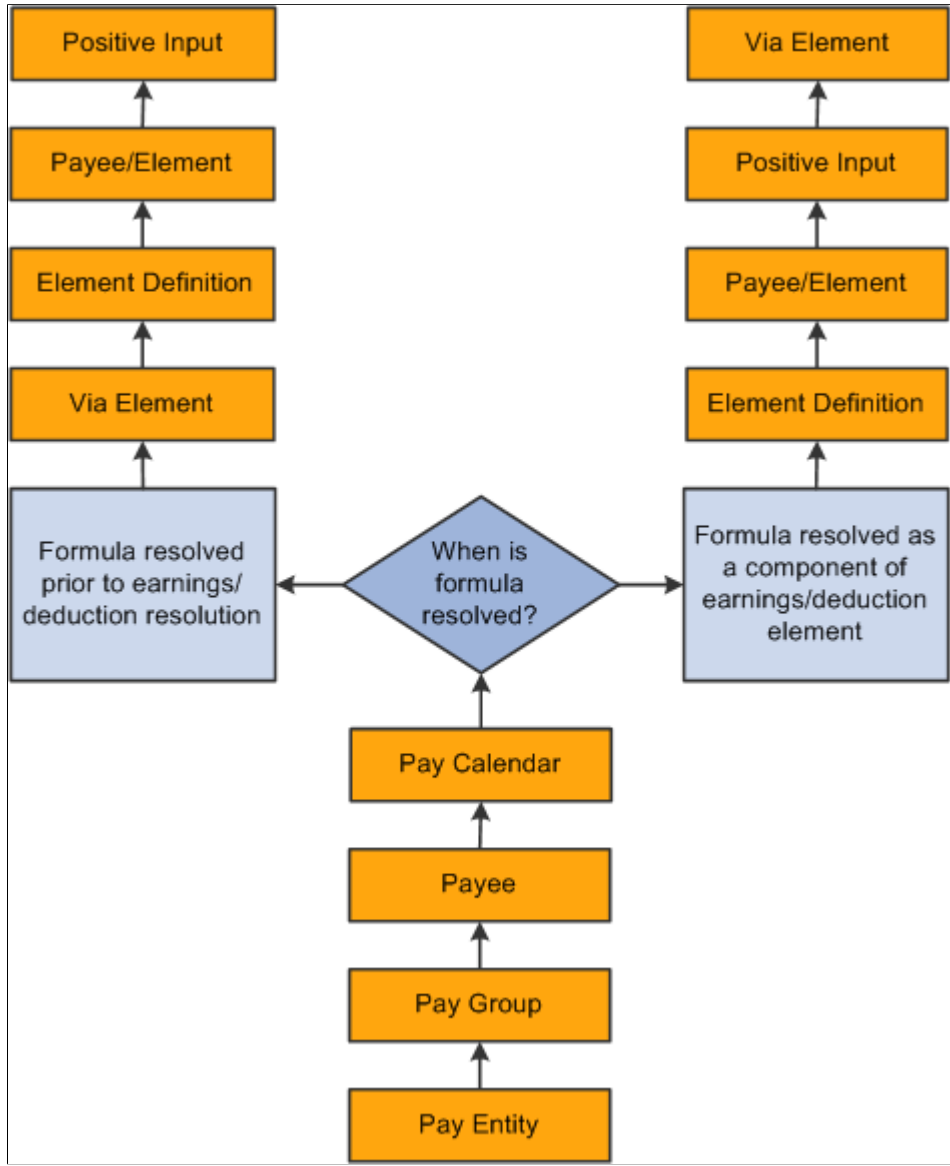 Positive Input
Via Element
Payee/Element
Positive Input
Element Definition
Payee/Element
Via Element
Element Definition
Formula resolved
prior to earnings/
deduction resolution
When is
formula
resolved?
Formula resolved as
a component of
earnings/deduction
element
Pay Calendar
Payee
Pay Group
Pay Entity